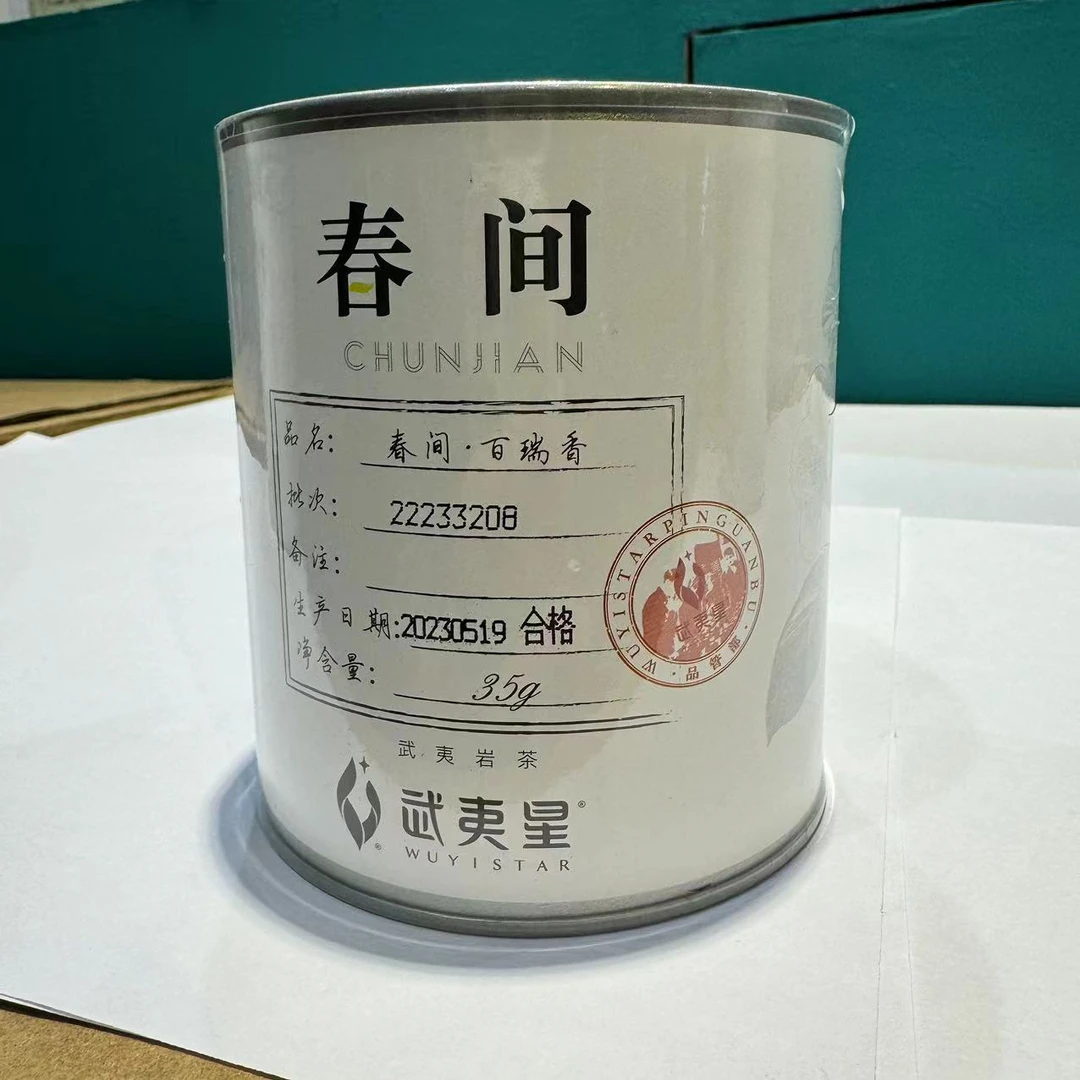 春间
CHUNJIAN
品名: 春间·百瑞香
批次: 22233208
备注:
生产日期:20230519 合格
净含量: 35g
WUYISTARPINGUANBU
武夷星
·品管部·
武夷岩茶
武夷星®
®
WUYISTAR